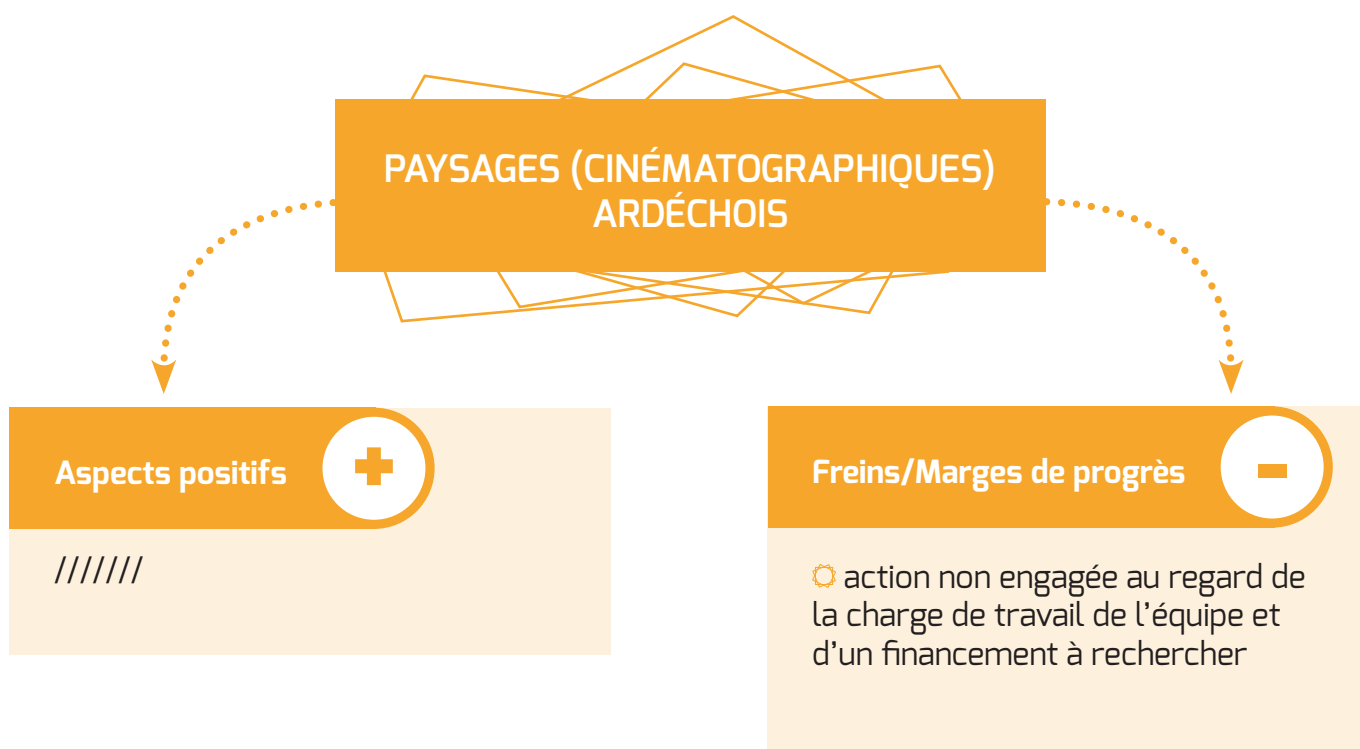 PAYSAGES (CINÉMATOGRAPHIQUES)
ARDÉCHOIS
Aspects positifs
+
///////
Freins/Marges de progrès
-
action non engagée au regard de
la charge de travail de l'équipe et
d'un financement à rechercher